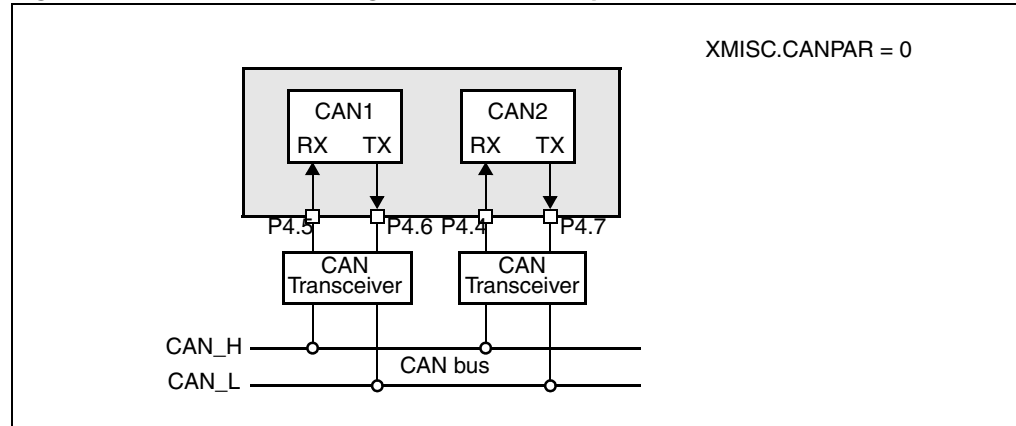 XMISC.CANPAR = 0
CAN1 CAN2
RX TX RX TX
P4.5 P4.6 P4.4 P4.7
CAN CAN
Transceiver Transceiver
CAN_H
CAN bus
CAN_L